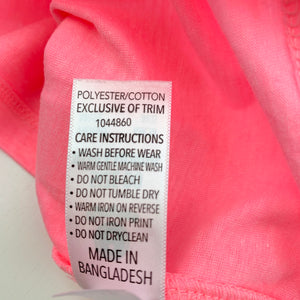 POLYESTER/COTTON
EXCLUSIVE OF TRIM
1044860
CARE INSTRUCTIONS
• WASH BEFORE WEAR
• WARM GENTLE MACHINE WASH
• DO NOT BLEACH
• DO NOT TUMBLE DRY
• WARM IRON ON REVERSE
• DO NOT IRON PRINT
• DO NOT DRYCLEAN
MADE IN
BANGLADESH